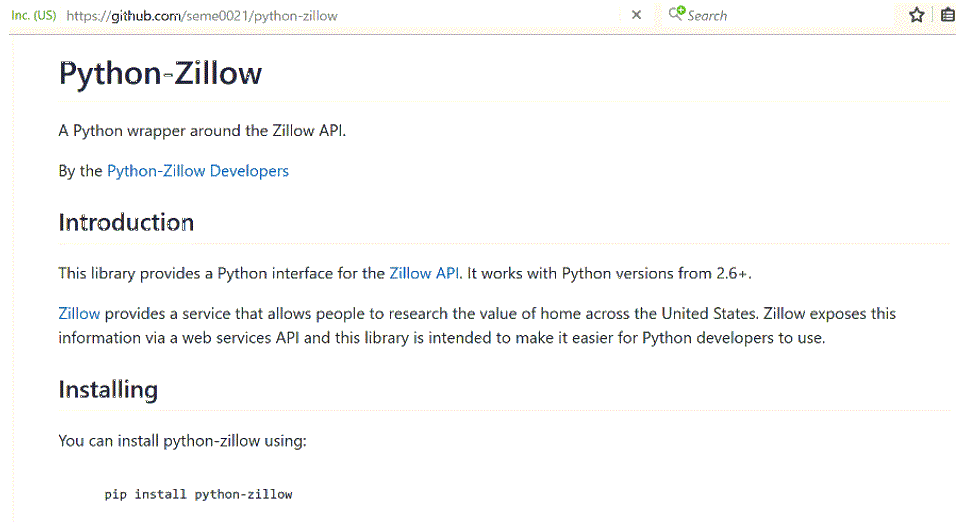 Inc. (US) https://github.com/seme0021/python-zillow Search
Python-Zillow
A Python wrapper around the Zillow API.
By the Python-Zillow Developers
Introduction
This library provides a Python interface for the Zillow API. It works with Python versions from 2.6+.
Zillow provides a service that allows people to research the value of home across the United States. Zillow exposes this
information via a web services API and this library is intended to make it easier for Python developers to use.
Installing
You can install python-zillow using:
pip install python-zillow